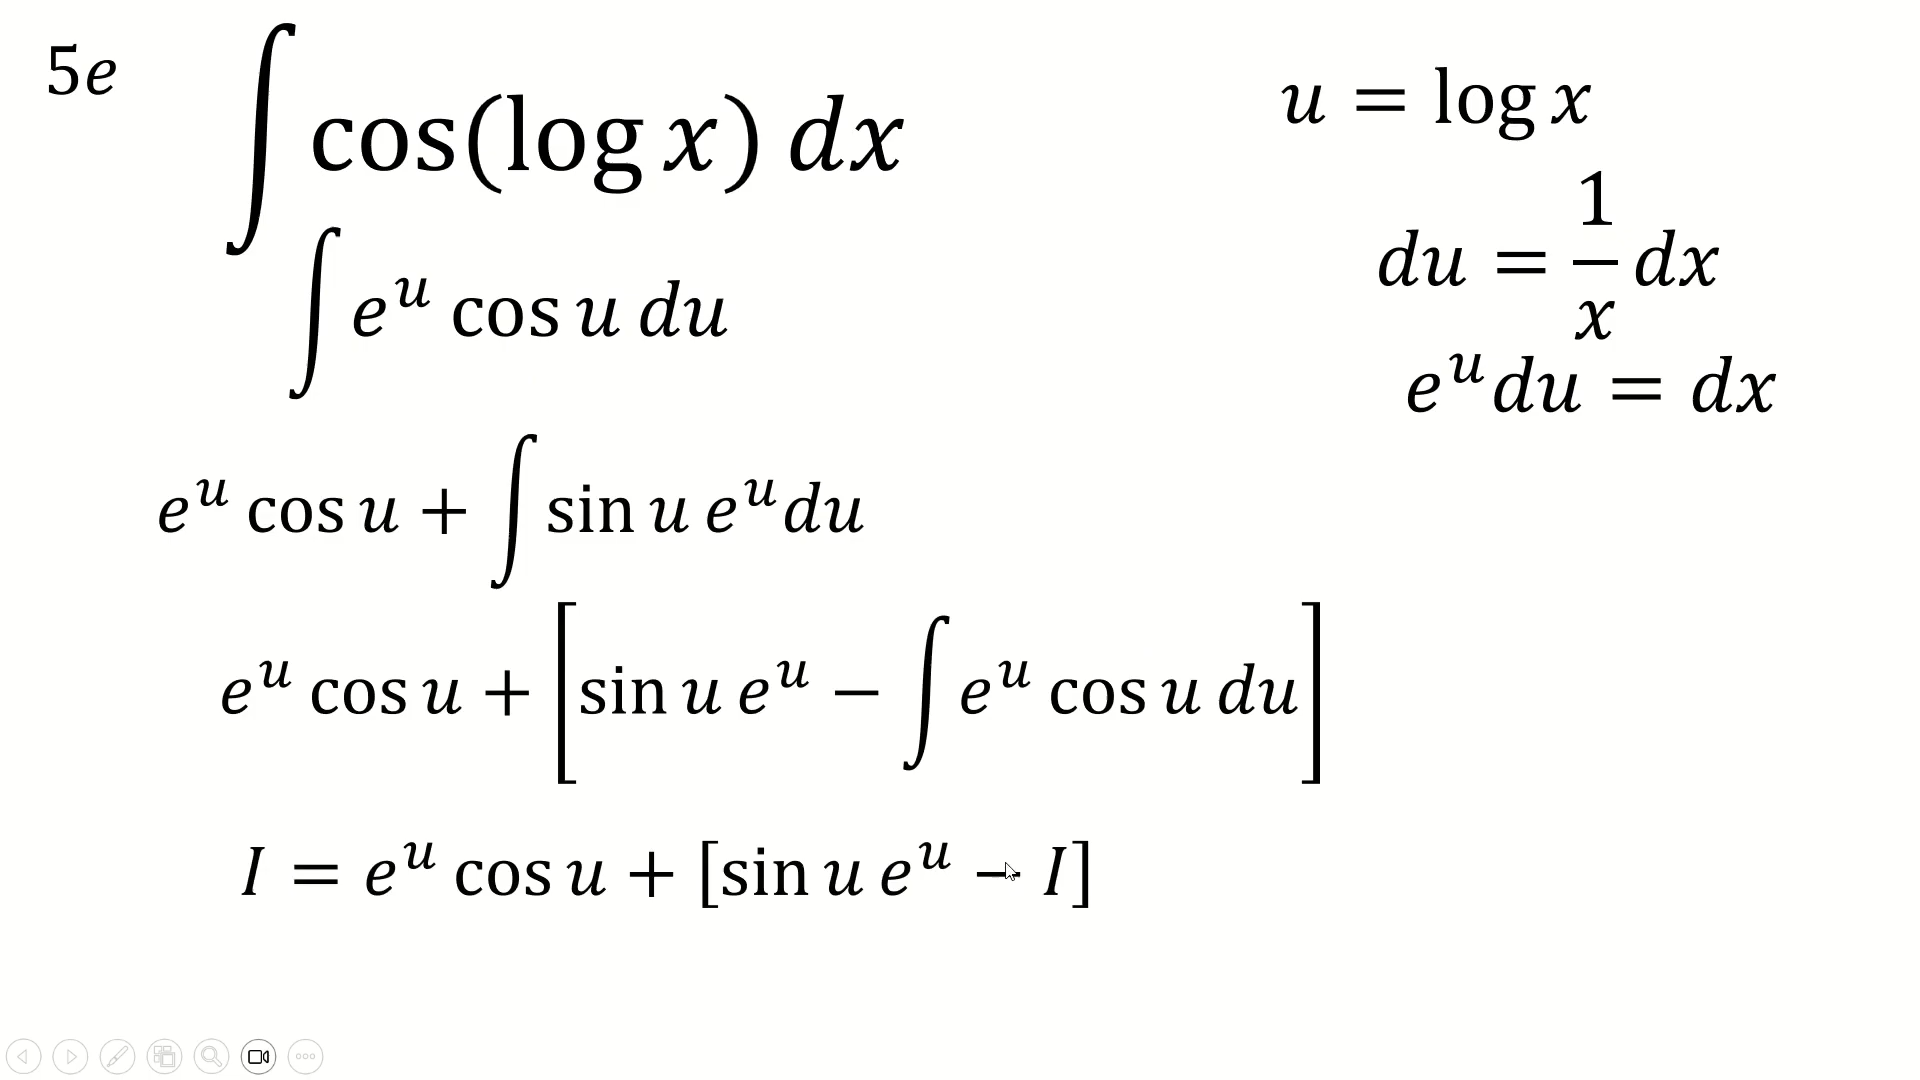 5e
∫ cos(log x) dx
∫ e^u cos u du
e^u cos u + ∫ sin u e^u du
e^u cos u + [sin u e^u − ∫ e^u cos u du]
I = e^u cos u + [sin u e^u − I]
u = log x
du = 1/x dx
e^u du = dx